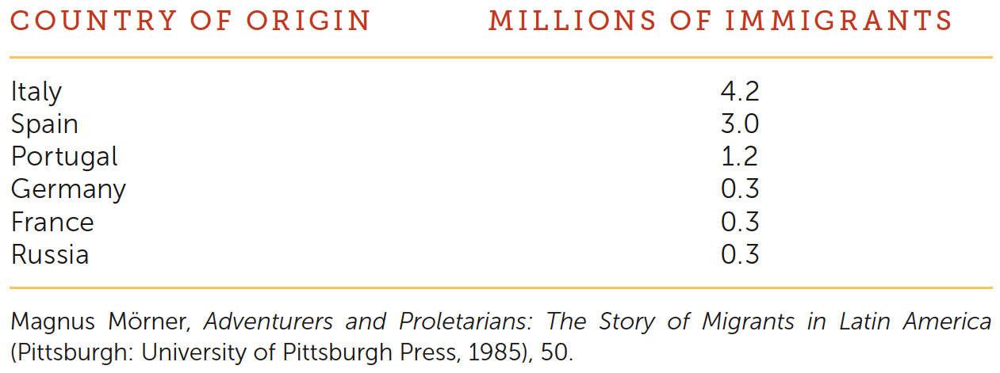 COUNTRY OF ORIGIN MILLIONS OF IMMIGRANTS
Italy 4.2
Spain 3.0
Portugal 1.2
Germany 0.3
France 0.3
Russia 0.3
Magnus Mörner, Adventurers and Proletarians: The Story of Migrants in Latin America
(Pittsburgh: University of Pittsburgh Press, 1985), 50.